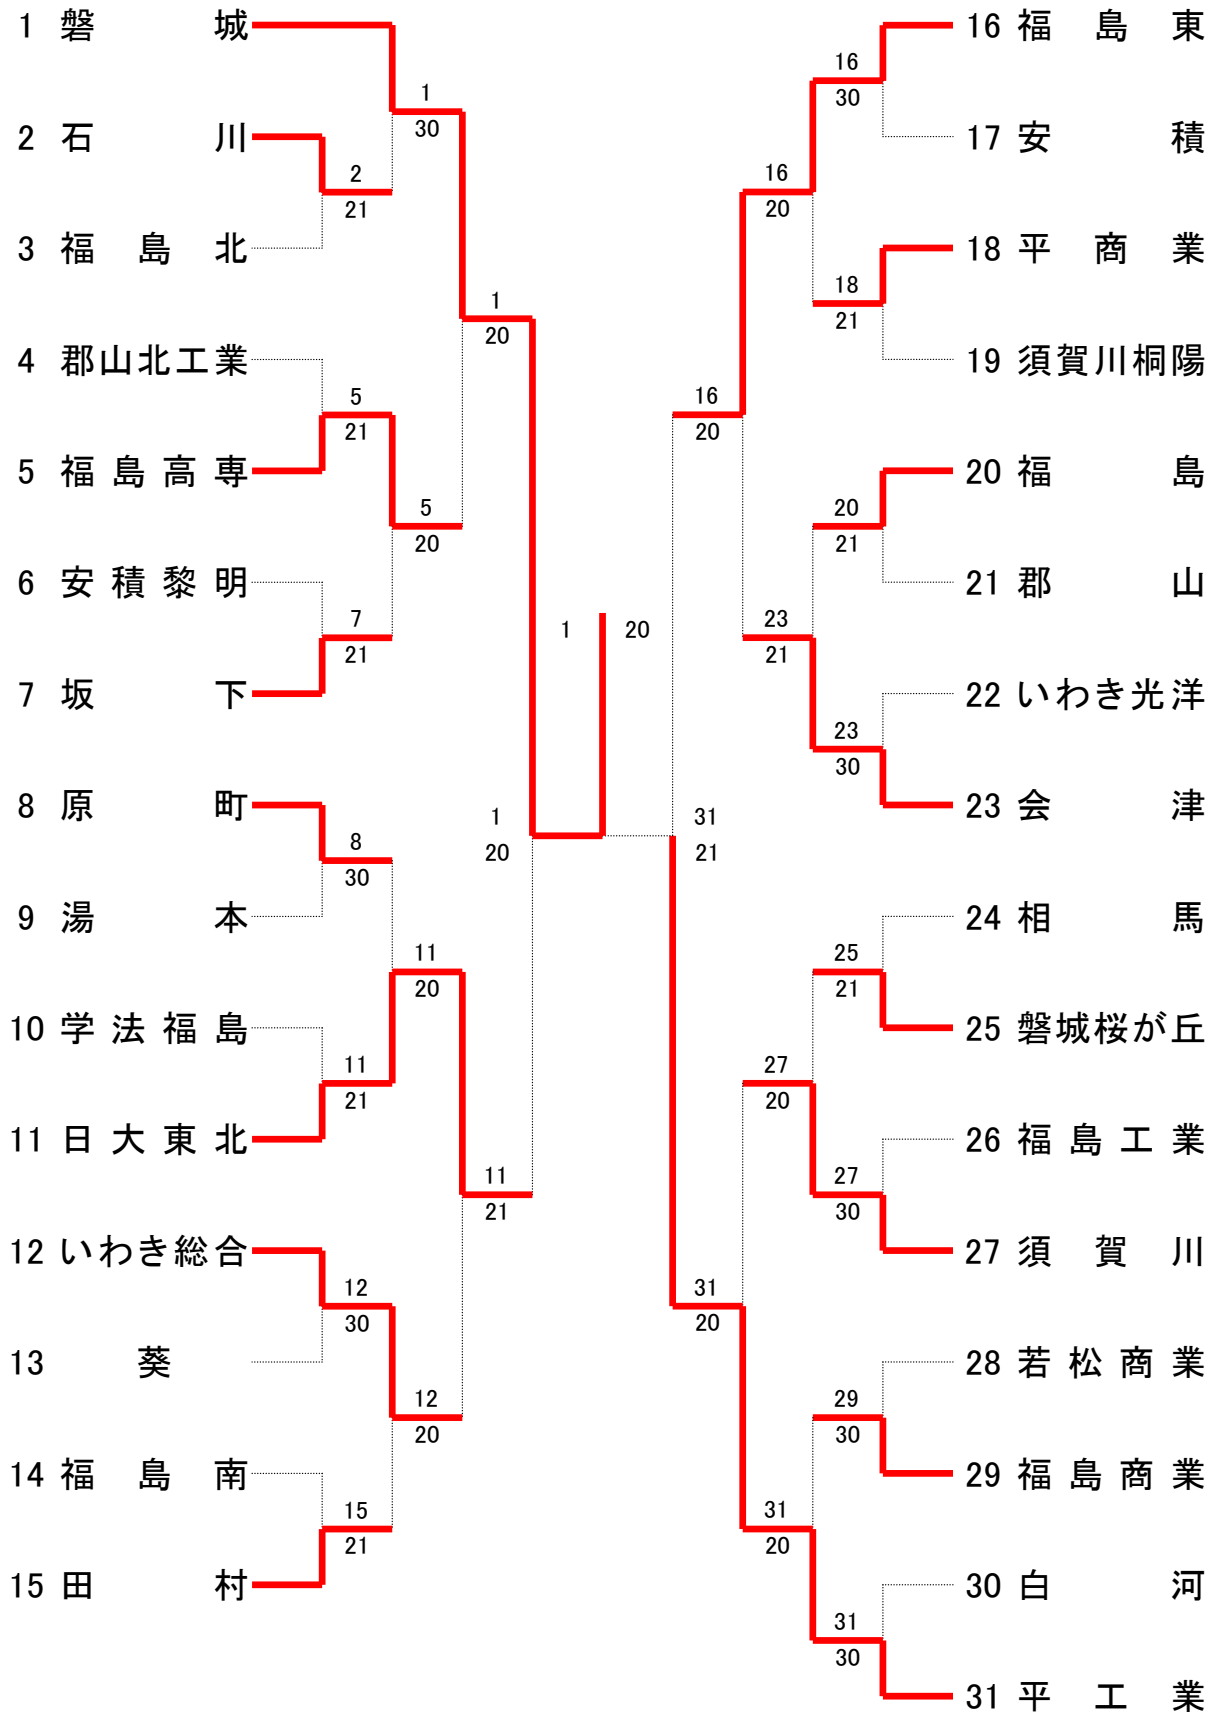 1 磐城
2 石川
3 福島北
4 郡山北工業
5 福島高専
6 安積黎明
7 坂下
8 原町
9 湯本
10 学法福島
11 日大東北
12 いわき総合
13 葵
14 福島南
15 田村
2
21
5
21
7
21
8
30
11
21
12
30
15
21
1
30
5
20
11
20
12
20
1
20
11
21
1
20
1 20
31
21
16
20
31
20
16
20
23
21
27
20
31
20
16
30
18
21
20
21
23
30
25
21
27
30
29
30
31
30
16 福島東
17 安積
18 平商業
19 須賀川桐陽
20 福島
21 郡山
22 いわき光洋
23 会津
24 相馬
25 磐城桜が丘
26 福島工業
27 須賀川
28 若松商業
29 福島商業
30 白河
31 平工業